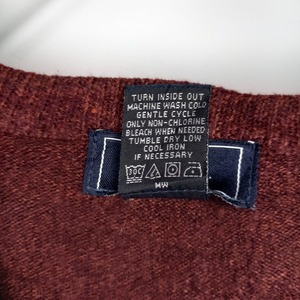 TURN INSIDE OUT
MACHINE WASH COLD
GENTLE CYCLE
ONLY NON-CHLORINE
BLEACH WHEN NEEDED
TUMBLE DRY LOW
COOL IRON
IF NECESSARY
30C
MW